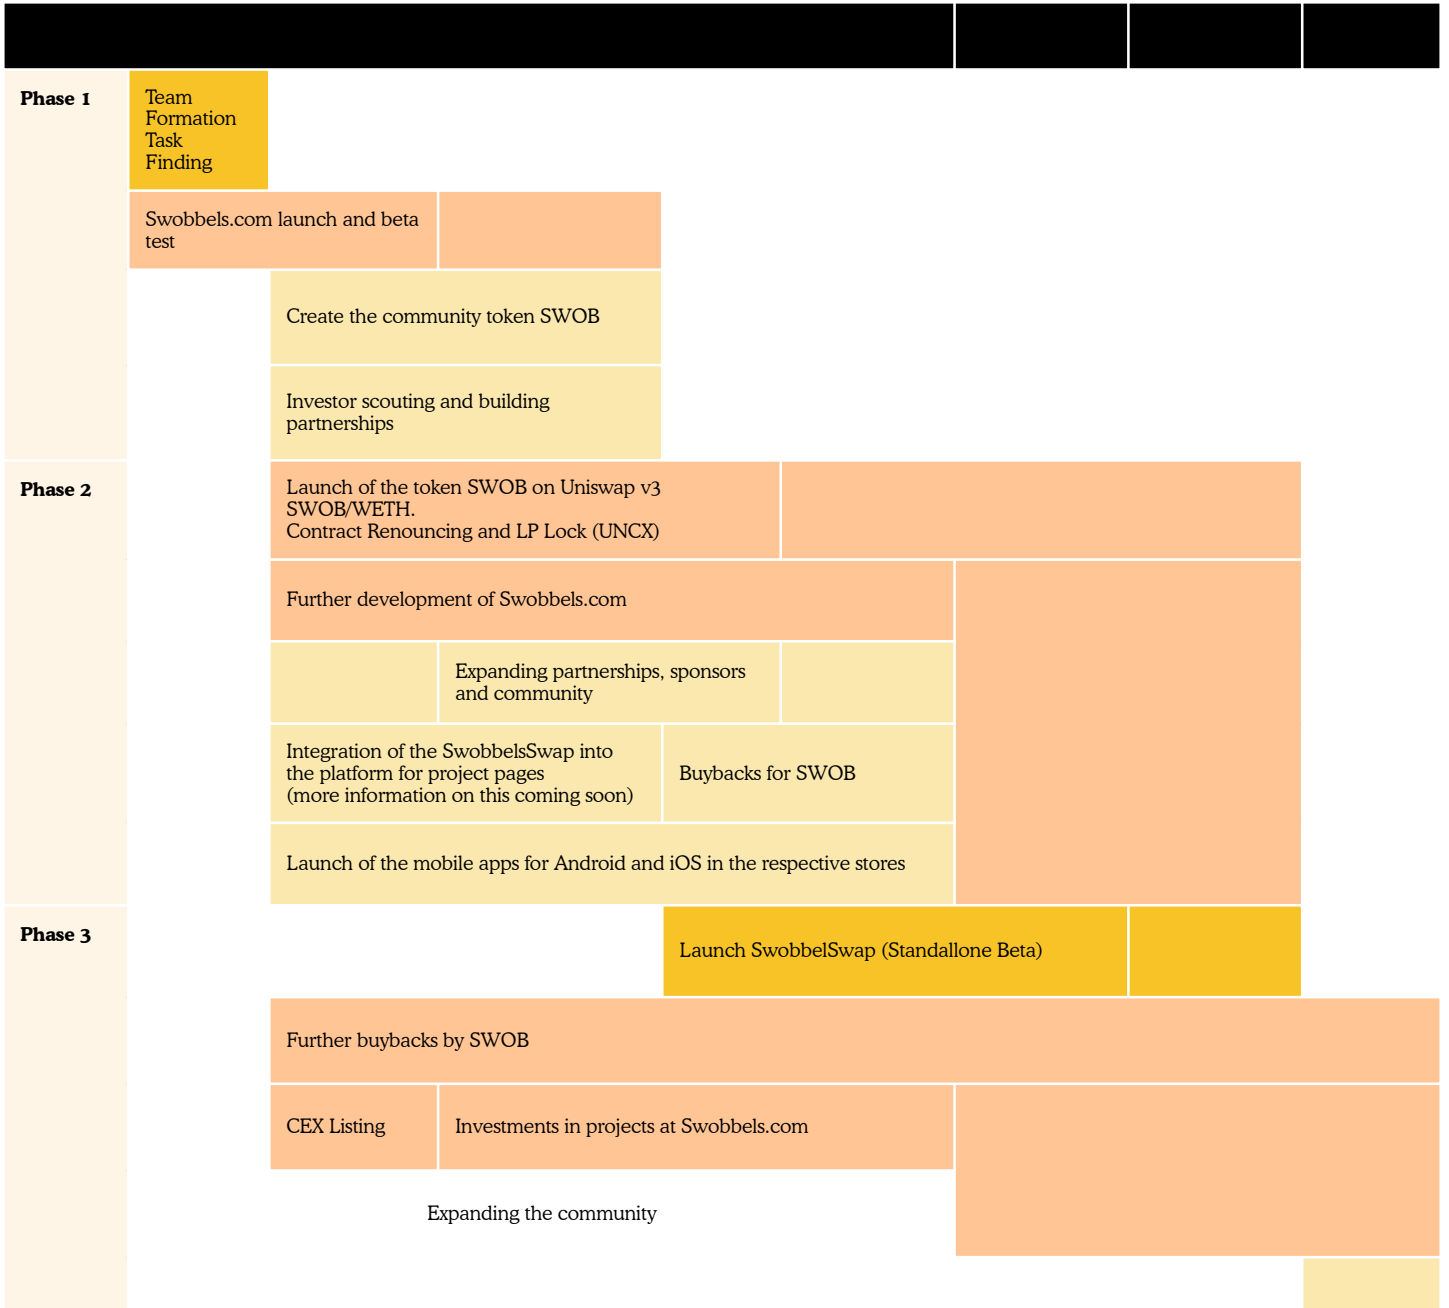 Phase 1
Team
Formation
Task
Finding
Swobbels.com launch and beta
test
Create the community token SWOB
Investor scouting and building
partnerships
Phase 2
Launch of the token SWOB on Uniswap v3
SWOB/WETH.
Contract Renouncing and LP Lock (UNCX)
Further development of Swobbels.com
Expanding partnerships, sponsors
and community
Integration of the SwobbelsSwap into
the platform for project pages
(more information on this coming soon)
Buybacks for SWOB
Launch of the mobile apps for Android and iOS in the respective stores
Phase 3
Launch SwobbelSwap (Standallone Beta)
Further buybacks by SWOB
CEX Listing
Investments in projects at Swobbels.com
Expanding the community